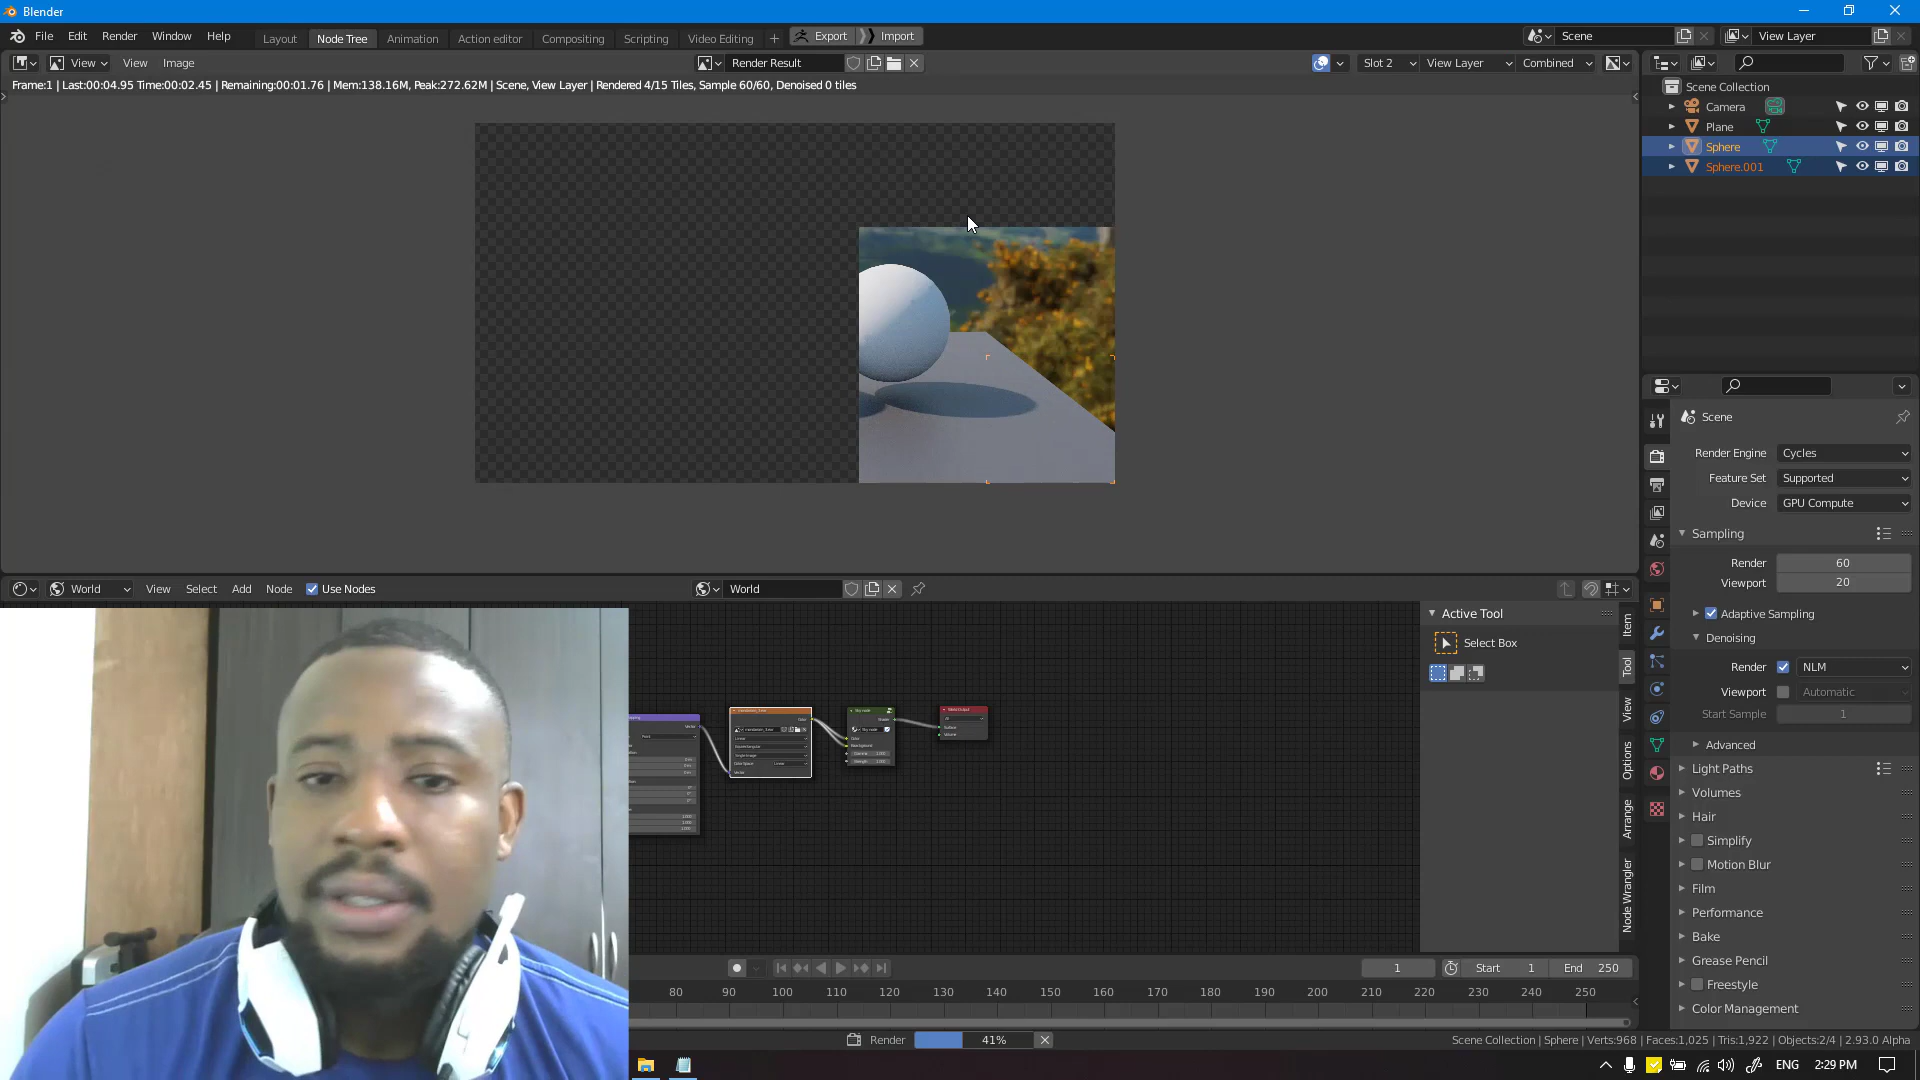 Blender
File Edit Render Window Help
Layout Node Tree Animation Action editor Compositing Scripting Video Editing + Export Import
Scene View Layer
View View Image Render Result Slot 2 View Layer Combined
Frame:1 | Last:00:04.95 Time:00:02.45 | Remaining:00:01.76 | Mem:138.16M, Peak:272.62M | Scene, View Layer | Rendered 4/15 Tiles, Sample 60/60, Denoised 0 tiles
Scene Collection
Camera
Plane
Sphere
Sphere.001
Scene
Render Engine Cycles
Feature Set Supported
Device GPU Compute
Sampling
Render 60
Viewport 20
Adaptive Sampling
Denoising
Render NLM
Viewport Automatic
Start Sample 1
Advanced
Light Paths
Volumes
Hair
Simplify
Motion Blur
Film
Performance
Bake
Grease Pencil
Freestyle
Color Management
World View Select Add Node Use Nodes World
Active Tool
Select Box
Item
Tool
View
Options
Arrange
Node Wrangler
1 Start 1 End 250
80 90 100 110 120 130 140 150 160 170 180 190 200 210 220 230 240 250
Render 41%
Scene Collection | Sphere | Verts:968 | Faces:1,025 | Tris:1,922 | Objects:2/4 | 2.93.0 Alpha
ENG 2:29 PM